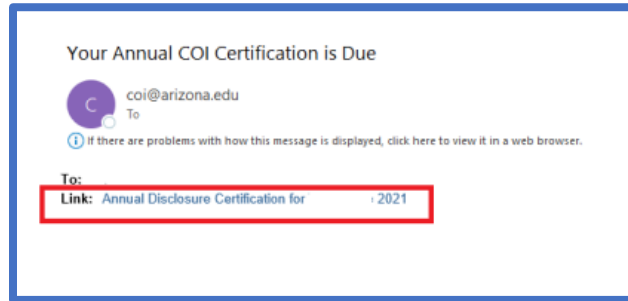 Your Annual COI Certification is Due
C
coi@arizona.edu
To
If there are problems with how this message is displayed, click here to view it in a web browser.
To:
Link: Annual Disclosure Certification for 2021